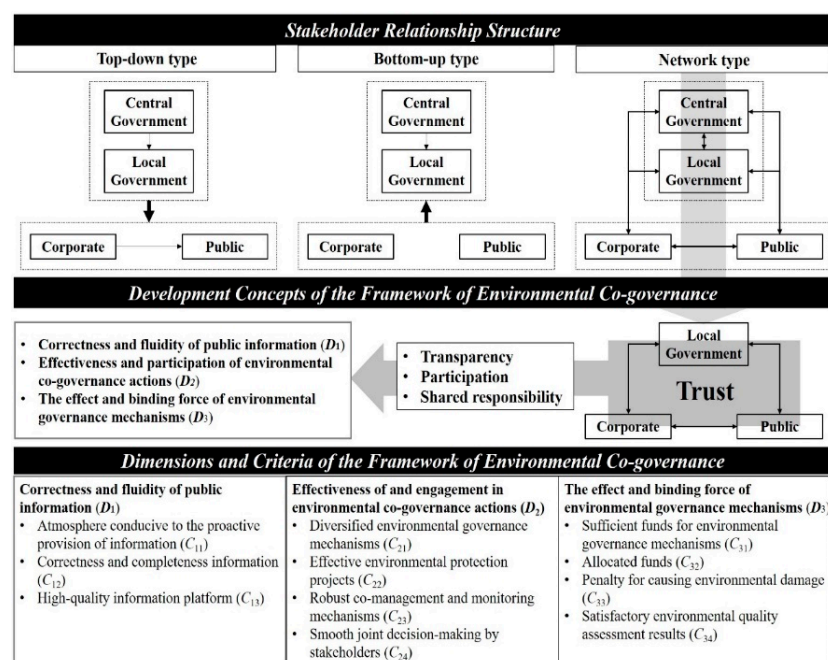 Stakeholder Relationship Structure
Top-down type
Bottom-up type
Network type
Central
Government
Local
Government
Corporate
Public
Central
Government
Local
Government
Corporate
Public
Central
Government
Local
Government
Corporate
Public
Development Concepts of the Framework of Environmental Co-governance
• Correctness and fluidity of public information (D1)
• Effectiveness and participation of environmental
co-governance actions (D2)
• The effect and binding force of environmental
governance mechanisms (D3)
• Transparency
• Participation
• Shared responsibility
Local
Government
Trust
Corporate
Public
Dimensions and Criteria of the Framework of Environmental Co-governance
Correctness and fluidity of public
information (D1)
• Atmosphere conducive to the proactive
provision of information (C11)
• Correctness and completeness information
(C12)
• High-quality information platform (C13)
Effectiveness of and engagement in
environmental co-governance actions (D2)
• Diversified environmental governance
mechanisms (C21)
• Effective environmental protection
projects (C22)
• Robust co-management and monitoring
mechanisms (C23)
• Smooth joint decision-making by
stakeholders (C24)
The effect and binding force of
environmental governance mechanisms (D3)
• Sufficient funds for environmental
governance mechanisms (C31)
• Allocated funds (C32)
• Penalty for causing environmental damage
(C33)
• Satisfactory environmental quality
assessment results (C34)